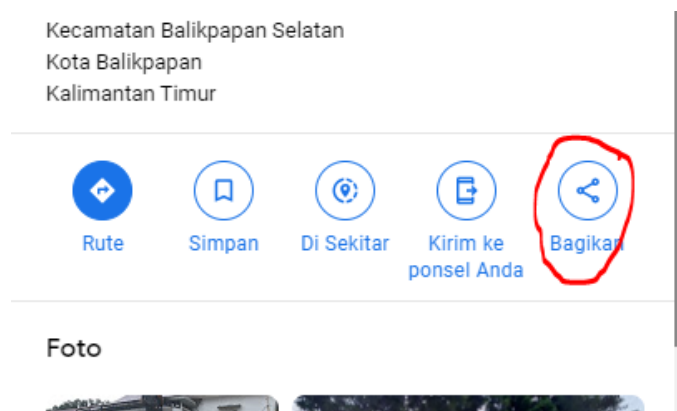 Kecamatan Balikpapan Selatan
Kota Balikpapan
Kalimantan Timur
Rute
Simpan
Di Sekitar
Kirim ke
ponsel Anda
Bagikan
Foto